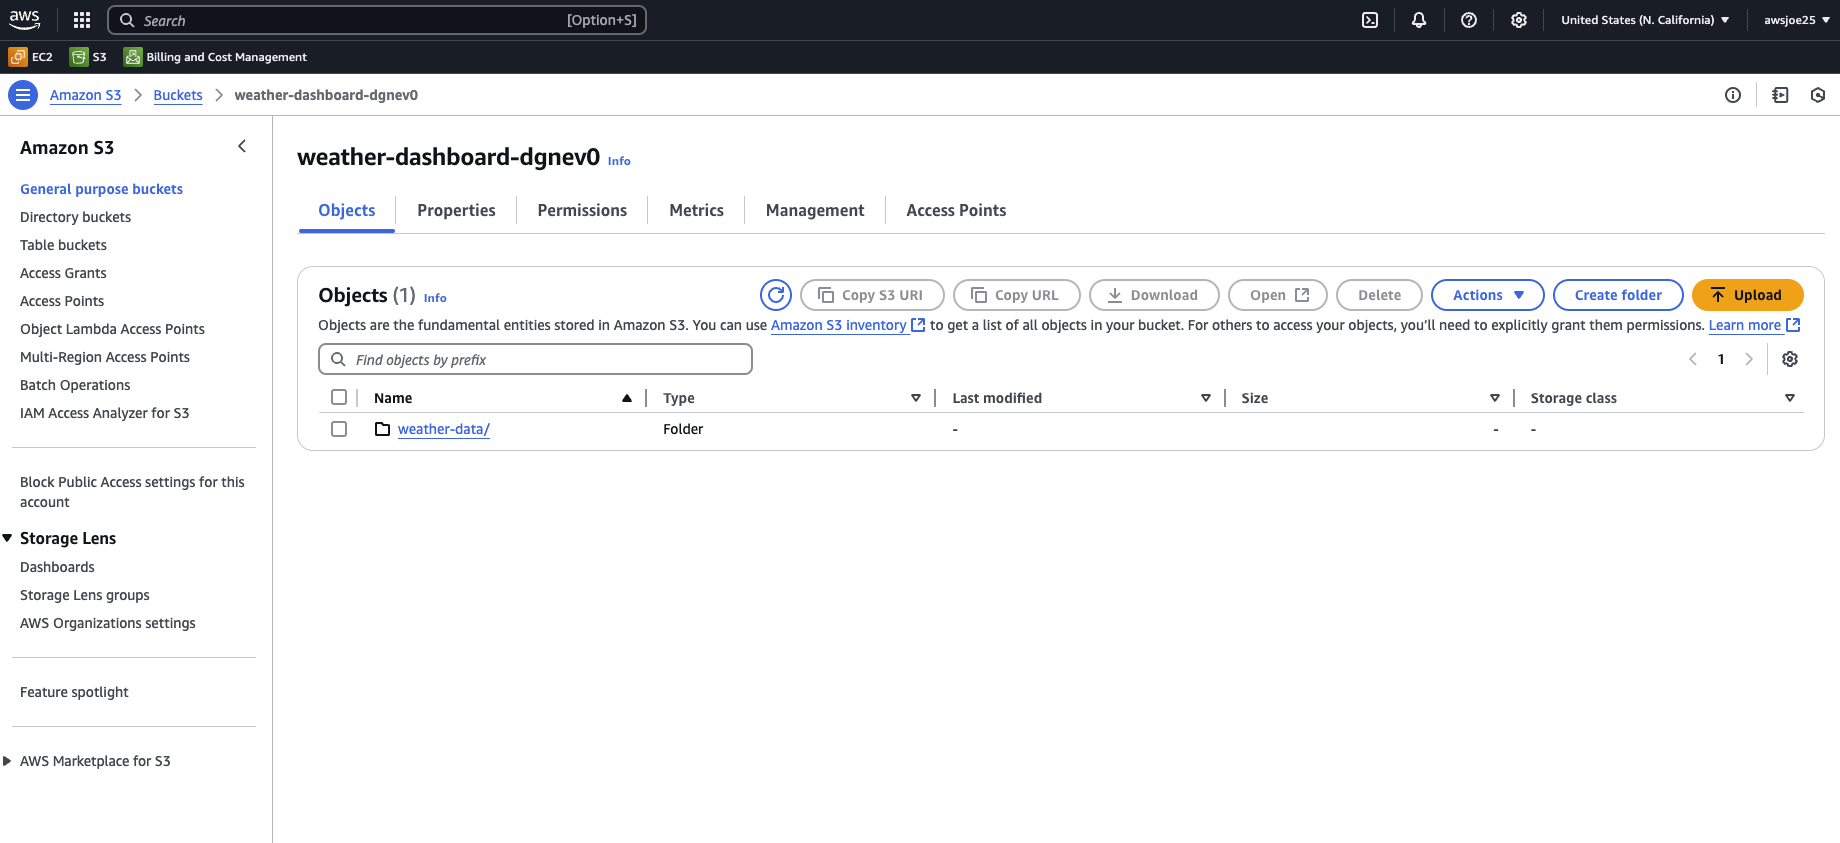 aws Search [Option+S] United States (N. California) awsjoe25
EC2 S3 Billing and Cost Management
Amazon S3 Buckets weather-dashboard-dgnev0
Amazon S3
General purpose buckets
Directory buckets
Table buckets
Access Grants
Access Points
Object Lambda Access Points
Multi-Region Access Points
Batch Operations
IAM Access Analyzer for S3
Block Public Access settings for this
account
Storage Lens
Dashboards
Storage Lens groups
AWS Organizations settings
Feature spotlight
AWS Marketplace for S3
weather-dashboard-dgnev0 Info
Objects Properties Permissions Metrics Management Access Points
Objects (1) Info Copy S3 URI Copy URL Download Open Delete Actions Create folder Upload
Objects are the fundamental entities stored in Amazon S3. You can use Amazon S3 inventory to get a list of all objects in your bucket. For others to access your objects, you’ll need to explicitly grant them permissions. Learn more
Find objects by prefix 1
Name Type Last modified Size Storage class
weather-data/ Folder - - -